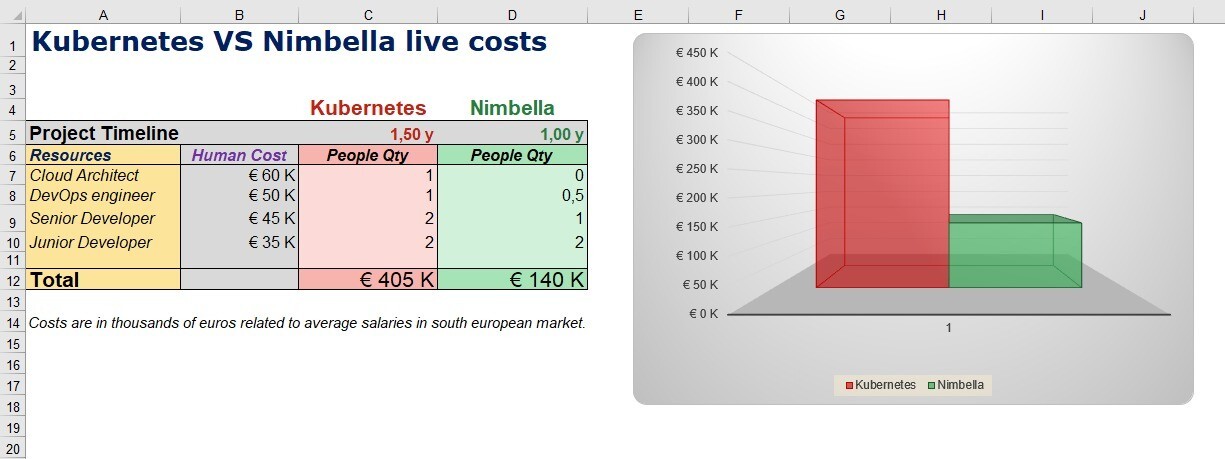 A B C D E F G H I J
1 Kubernetes VS Nimbella live costs
2
3
4 Kubernetes Nimbella
5 Project Timeline 1,50 y 1,00 y
6 Resources Human Cost People Qty People Qty
7 Cloud Architect € 60 K 1 0
8 DevOps engineer € 50 K 1 0,5
9 Senior Developer € 45 K 2 1
10 Junior Developer € 35 K 2 2
11
12 Total € 405 K € 140 K
13
14 Costs are in thousands of euros related to average salaries in south european market.
15
16
17
18
19
20
€ 450 K
€ 400 K
€ 350 K
€ 300 K
€ 250 K
€ 200 K
€ 150 K
€ 100 K
€ 50 K
€ 0 K
1
Kubernetes Nimbella